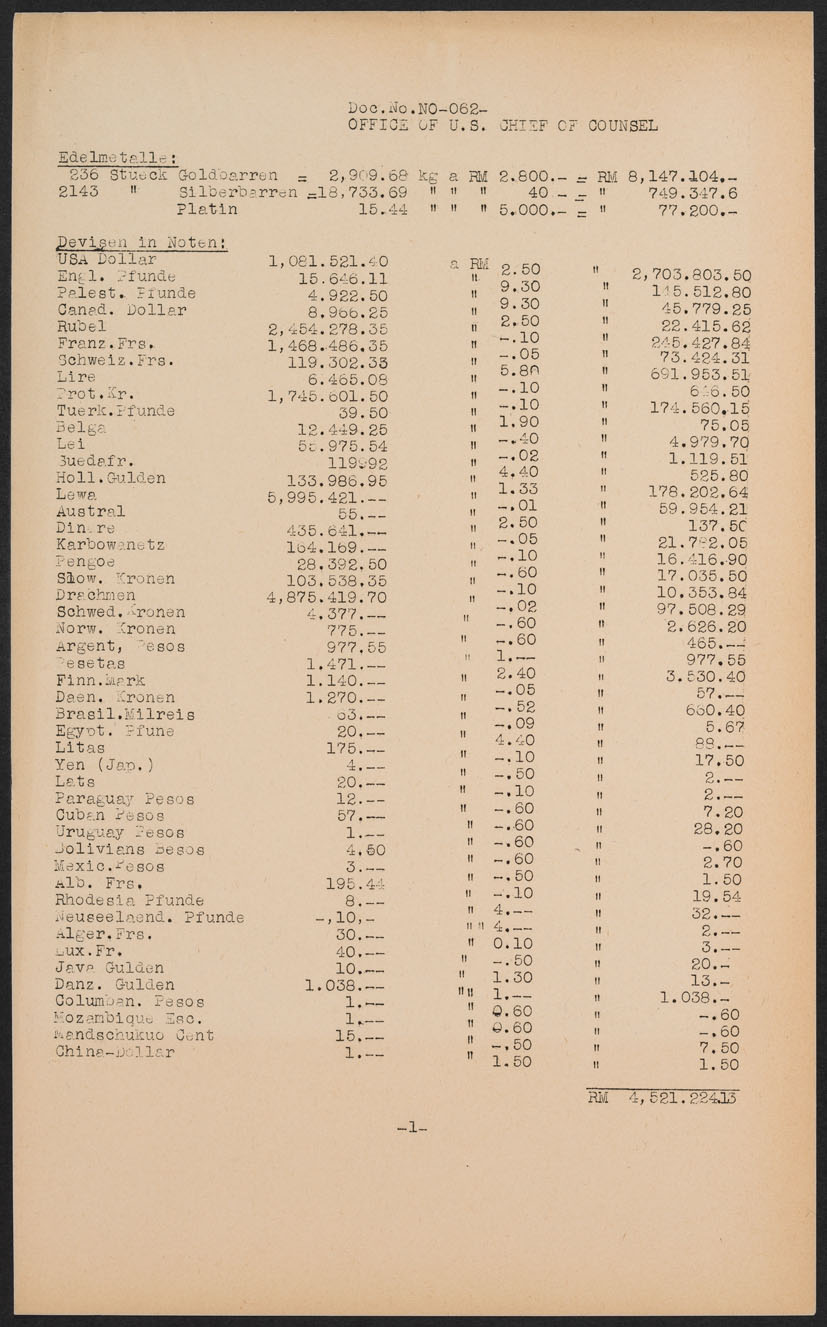 Doc.No.NO-062-
OFFICE OF U.S. CHIEF OF COUNSEL
Edelmetalle:
236 Stueck Goldbarren = 2,909.68 kg a RM 2.800.- = RM 8,147.104.-
2143 " Silberbarren =18,733.69 " " " 40 - = " 749.347.6
Platin 15.44 " " " 5.000.- = " 77.200.-
Devisen in Noten:
USA Dollar 1,081.521.40 a RM 2.50 " 2,703.803.50
Engl. Pfunde 15.646.11 " 9.30 " 145.512.80
Palest. Pfunde 4.922.50 " 9.30 " 45.779.25
Canad. Dollar 8.966.25 " 2.50 " 22.415.62
Rubel 2,454.278.35 " -.10 " 245.427.84
Franz.Frs. 1,468.486.35 " -.05 " 73.424.31
Schweiz.Frs. 119.302.33 " 5.80 " 691.953.51
Lire 6.465.08 " -.10 " 646.50
Prot.Kr. 1,745.601.50 " -.10 " 174.560.15
Tuerk.Pfunde 39.50 " 1.90 " 75.05
Belga 12.449.25 " -.40 " 4.979.70
Lei 55.975.54 " -.02 " 1.119.51
Suedafr. 119.92 " 4.40 " 525.80
Holl.Gulden 133.986.95 " 1.33 " 178.202.64
Lewa 5,995.421.-- " -.01 " 59.954.21
Austral 55.-- " 2.50 " 137.50
Dinare 435.641.-- " -.05 " 21.782.05
Karbowanetz 164.169.-- " -.10 " 16.416.90
Pengoe 28.392.50 " -.60 " 17.035.50
Slow. Kronen 103.538.35 " -.10 " 10.353.84
Drachmen 4,875.419.70 " -.02 " 97.508.29
Schwed.Kronen 4.377.-- " -.60 " 2.626.20
Norw. Kronen 775.-- " -.60 " 465.--
Argent, Pesos 977.55 " 1.-- " 977.55
Pesetas 1.471.-- " 2.40 " 3.530.40
Finn.Mark 1.140.-- " -.05 " 57.--
Daen. Kronen 1.270.-- " -.52 " 660.40
Brasil.Milreis 63.-- " -.09 " 5.67
Egypt. Pfune 20.-- " 4.40 " 88.--
Litas 175.-- " -.10 " 17.50
Yen (Jap.) 4.-- " -.50 " 2.--
Lats 20.-- " -.10 " 2.--
Paraguay Pesos 12.-- " -.60 " 7.20
Cuban Pesos 57.-- " -.60 " 28.20
Uruguay Pesos 1.-- " -.60 " -.60
Bolivians Besos 4.50 " -.60 " 2.70
Mexic.Pesos 3.-- " -.50 " 1.50
Alb. Frs. 195.44 " -.10 " 19.54
Rhodesia Pfunde 8.-- " 4.-- " 32.--
Neuseelaend. Pfunde -,10,- " " 4.-- " 2.--
Alger.Frs. 30.-- " 0.10 " 3.--
Lux.Fr. 40.-- " -.50 " 20.-
Java Gulden 10.-- " 1.30 " 13.-
Danz. Gulden 1.038.-- " " 1.-- " 1.038.-
Columban. Pesos 1.-- " 0.60 " -.60
Mozambique Esc. 1.-- " 0.60 " -.60
Mandschukuo Cent 15.-- " -.50 " 7.50
China-Dollar 1.-- " 1.50 " 1.50
RM 4,521.224.13
-1-